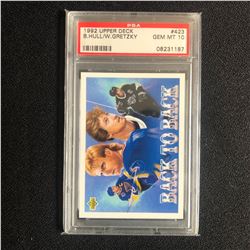 PSA
1992 UPPER DECK #423
B.HULL/W.GRETZKY GEM MT 10
08231187
BACK TO BACK